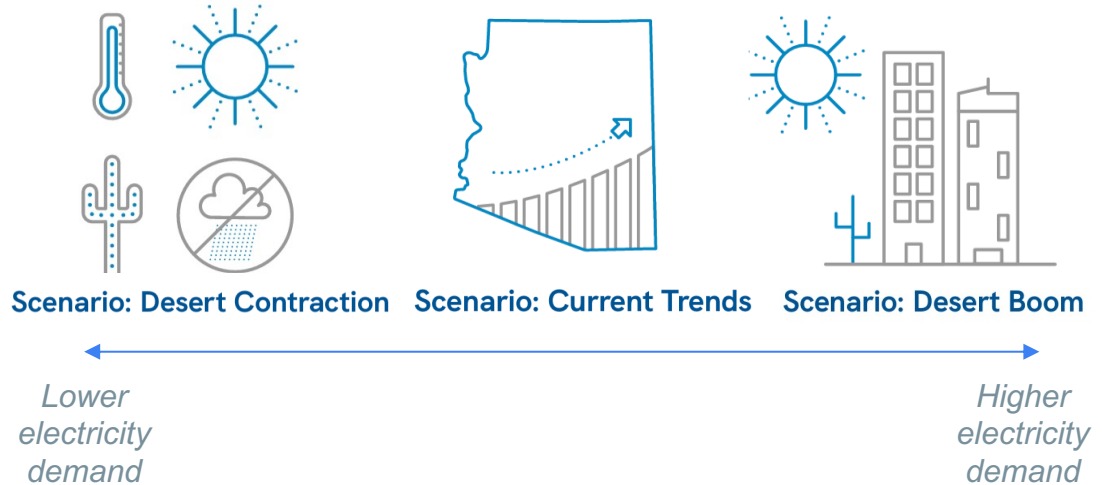 Scenario: Desert Contraction
Scenario: Current Trends
Scenario: Desert Boom
Lower
electricity
demand
Higher
electricity
demand